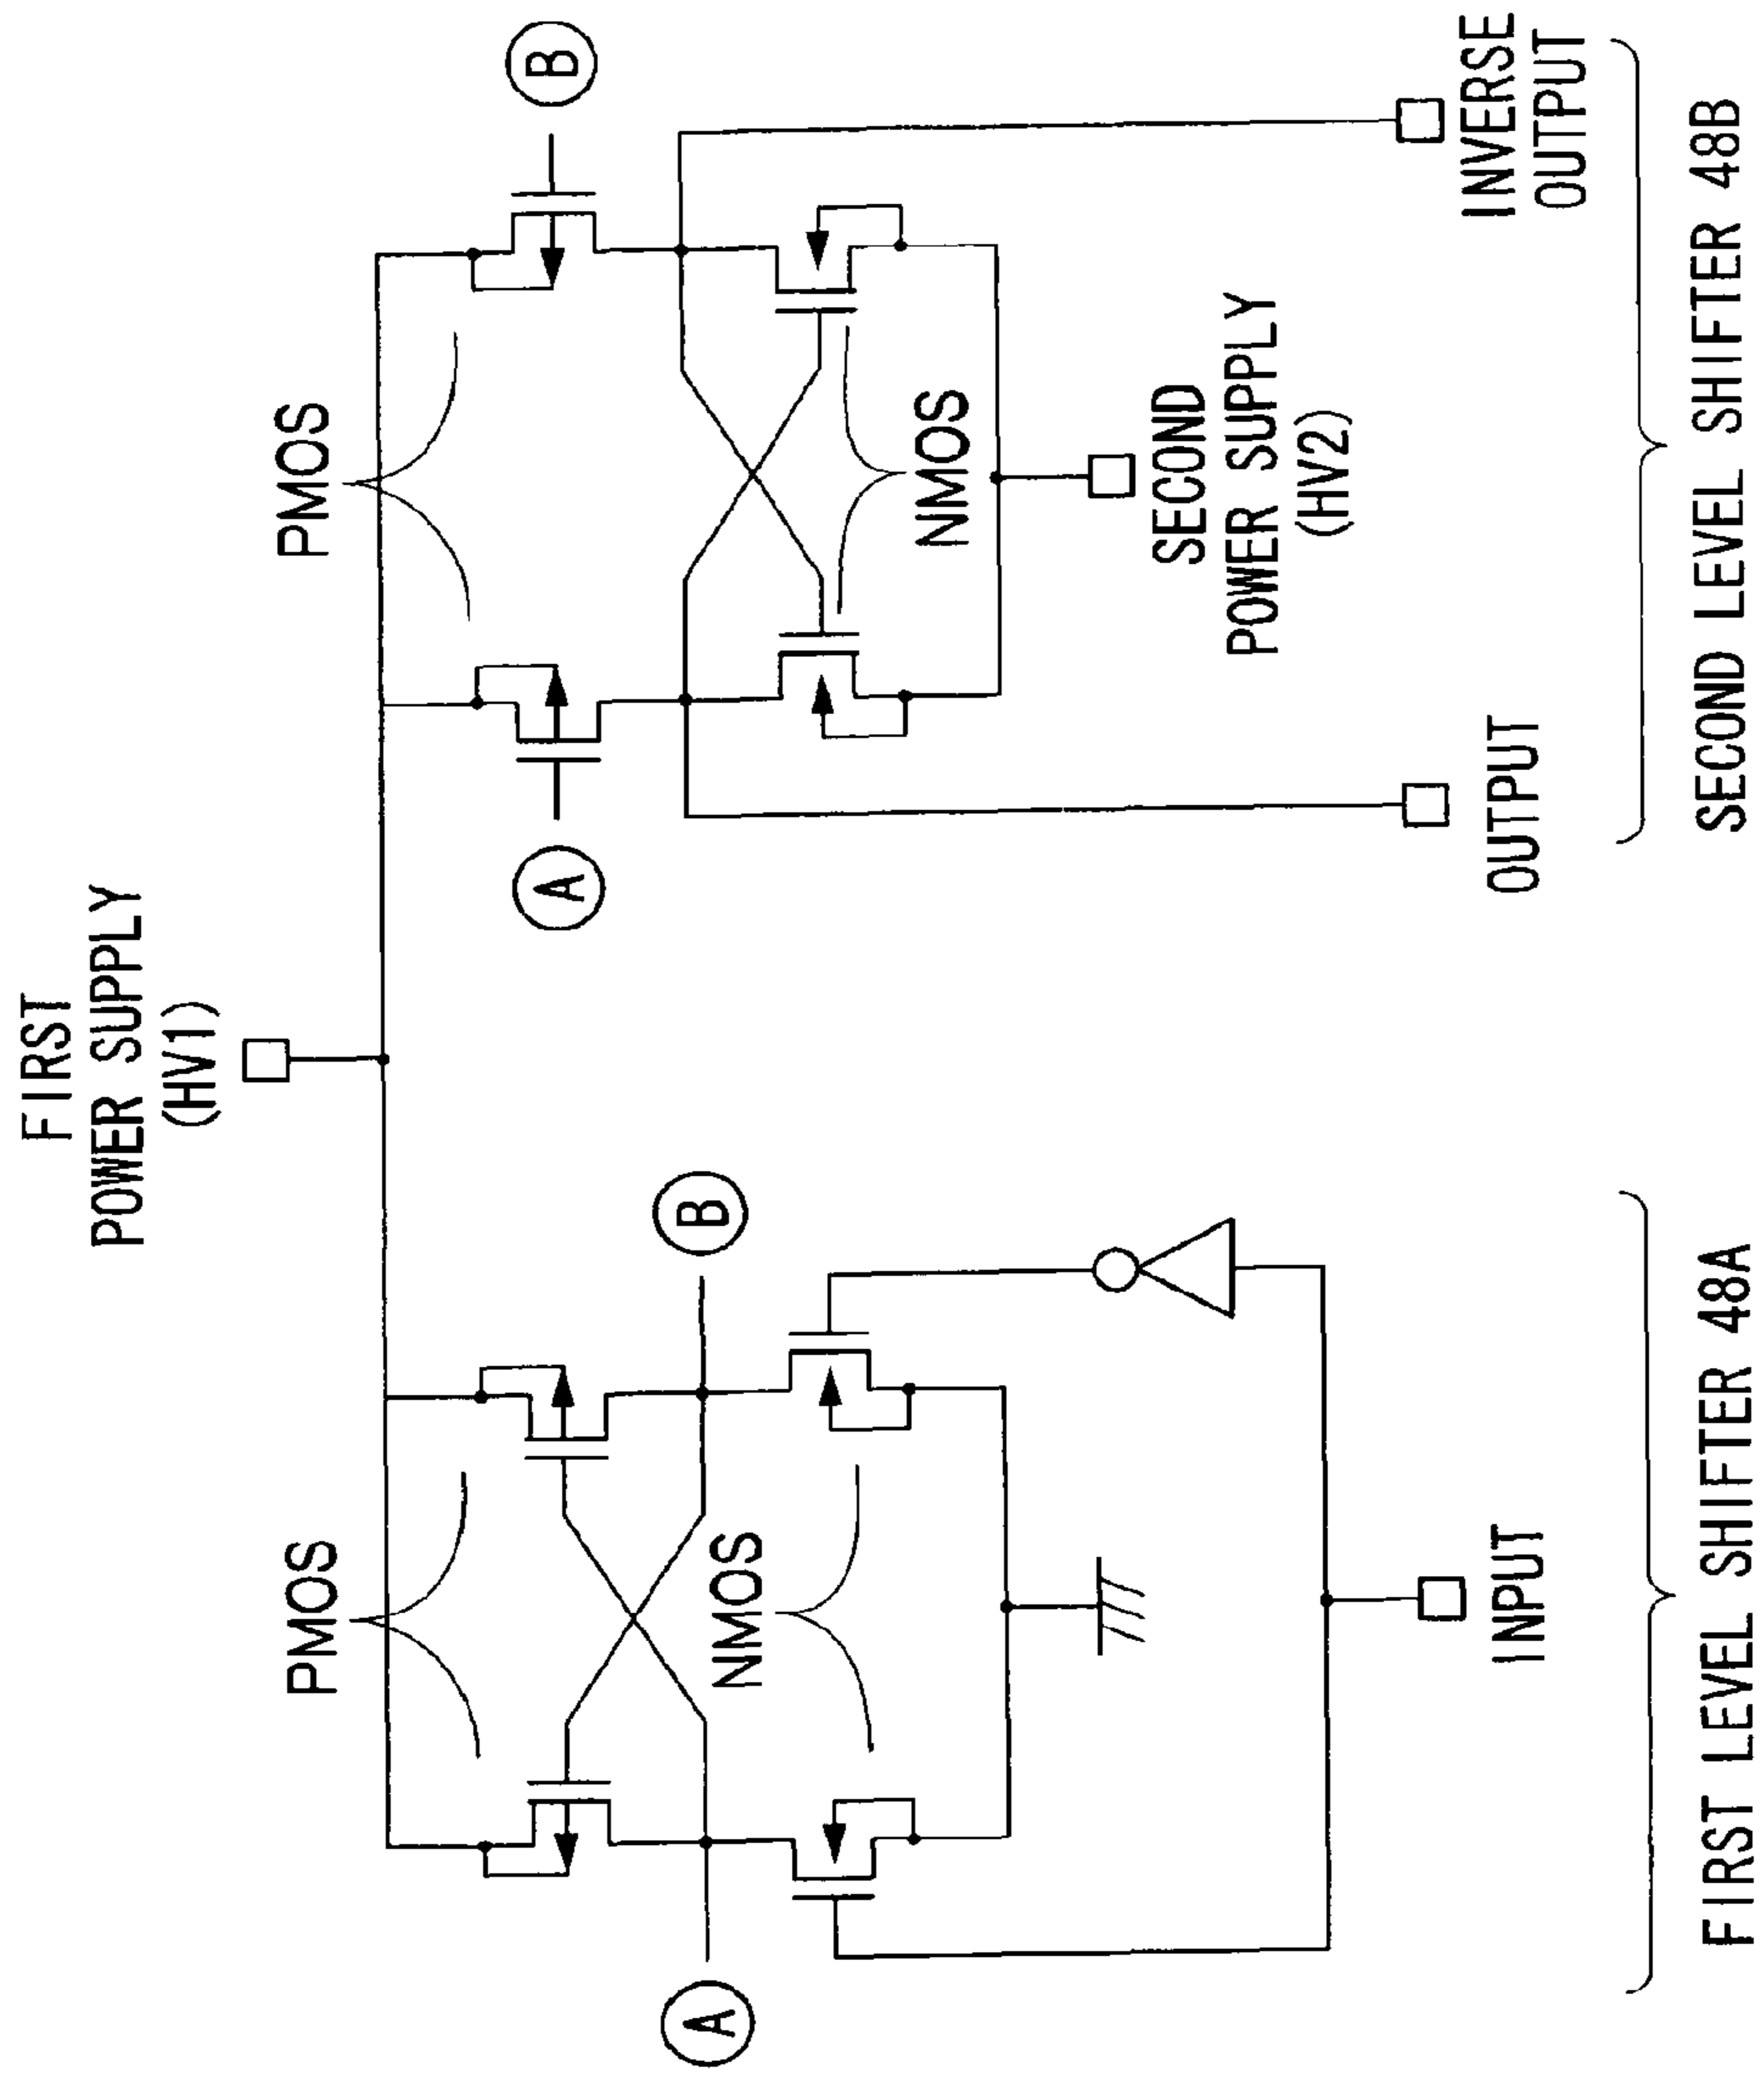 FIRST
POWER SUPPLY
(HV1)
PMOS
PMOS
A
B
A
B
NMOS
NMOS
SECOND
POWER SUPPLY
(HV2)
INPUT
OUTPUT
INVERSE
OUTPUT
FIRST LEVEL SHIFTER 48A
SECOND LEVEL SHIFTER 48B